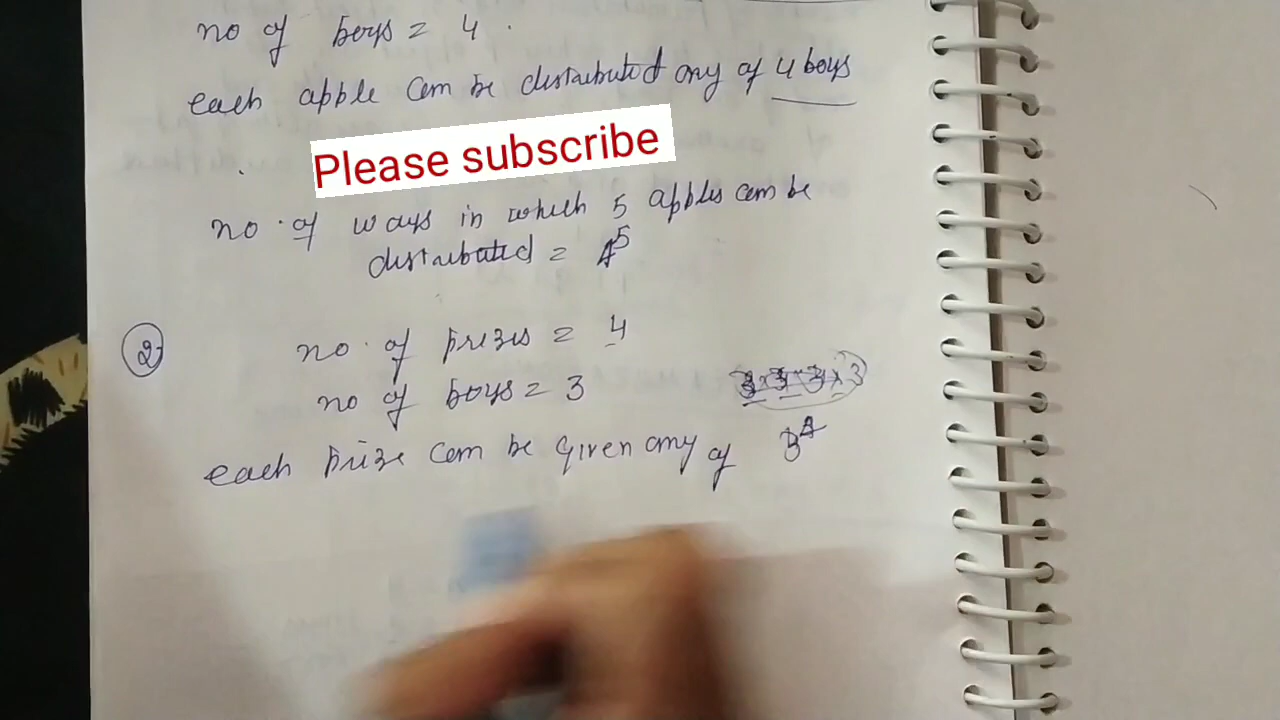 no of boys = 4.
each apple can be distributed any of 4 boys
Please subscribe
no. of ways in which 5 apples can be
distributed = 4^5
2
no. of prizes = 4
no of boys = 3
3 × 3 × 3 × 3
each prize can be given any of 3^4